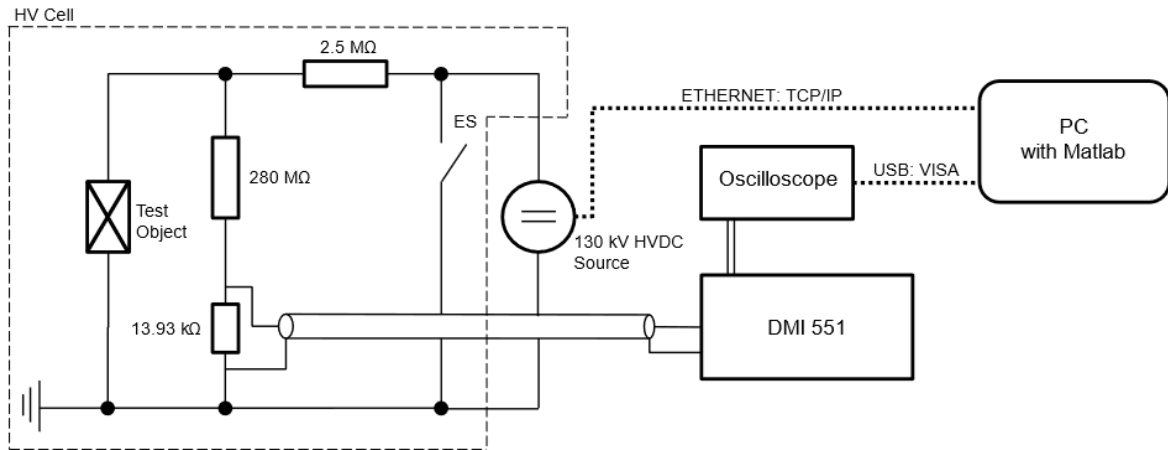 HV Cell
2.5 MΩ
ES
280 MΩ
Test
Object
13.93 kΩ
130 kV HVDC
Source
ETHERNET: TCP/IP
PC
with Matlab
Oscilloscope
USB: VISA
DMI 551